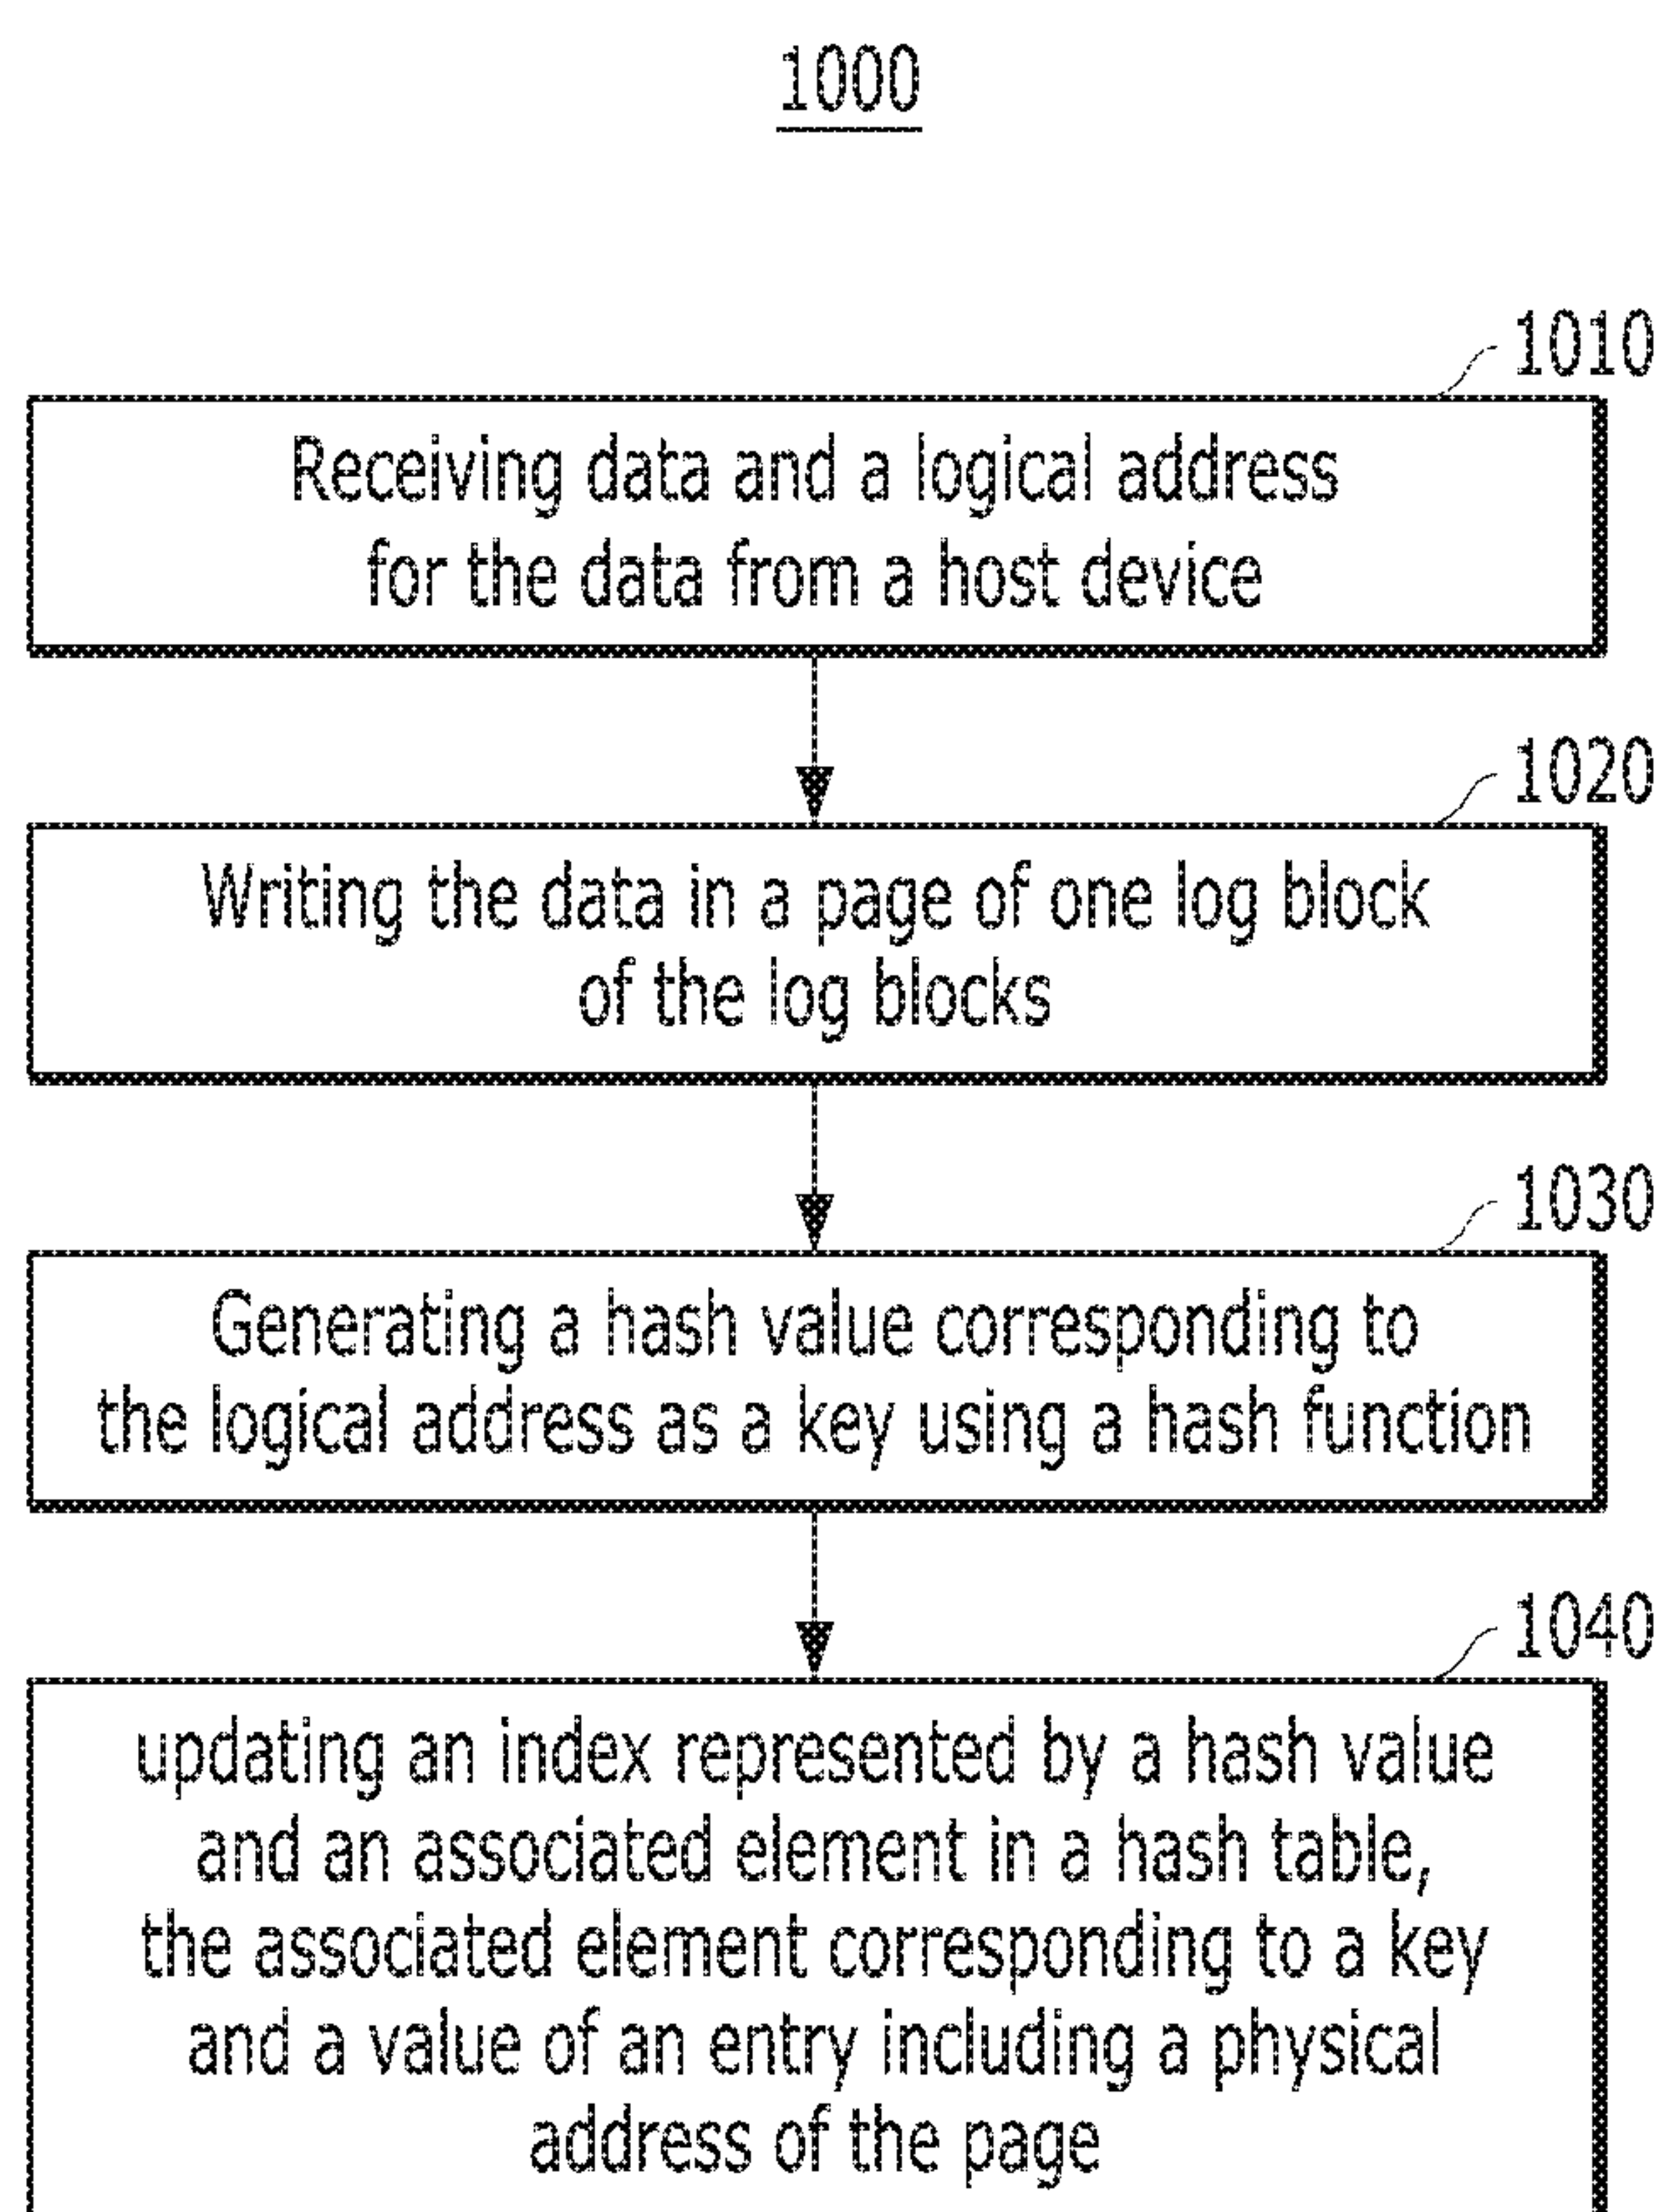 1000
1010
Receiving data and a logical address
for the data from a host device
1020
Writing the data in a page of one log block
of the log blocks
1030
Generating a hash value corresponding to
the logical address as a key using a hash function
1040
updating an index represented by a hash value
and an associated element in a hash table,
the associated element corresponding to a key
and a value of an entry including a physical
address of the page